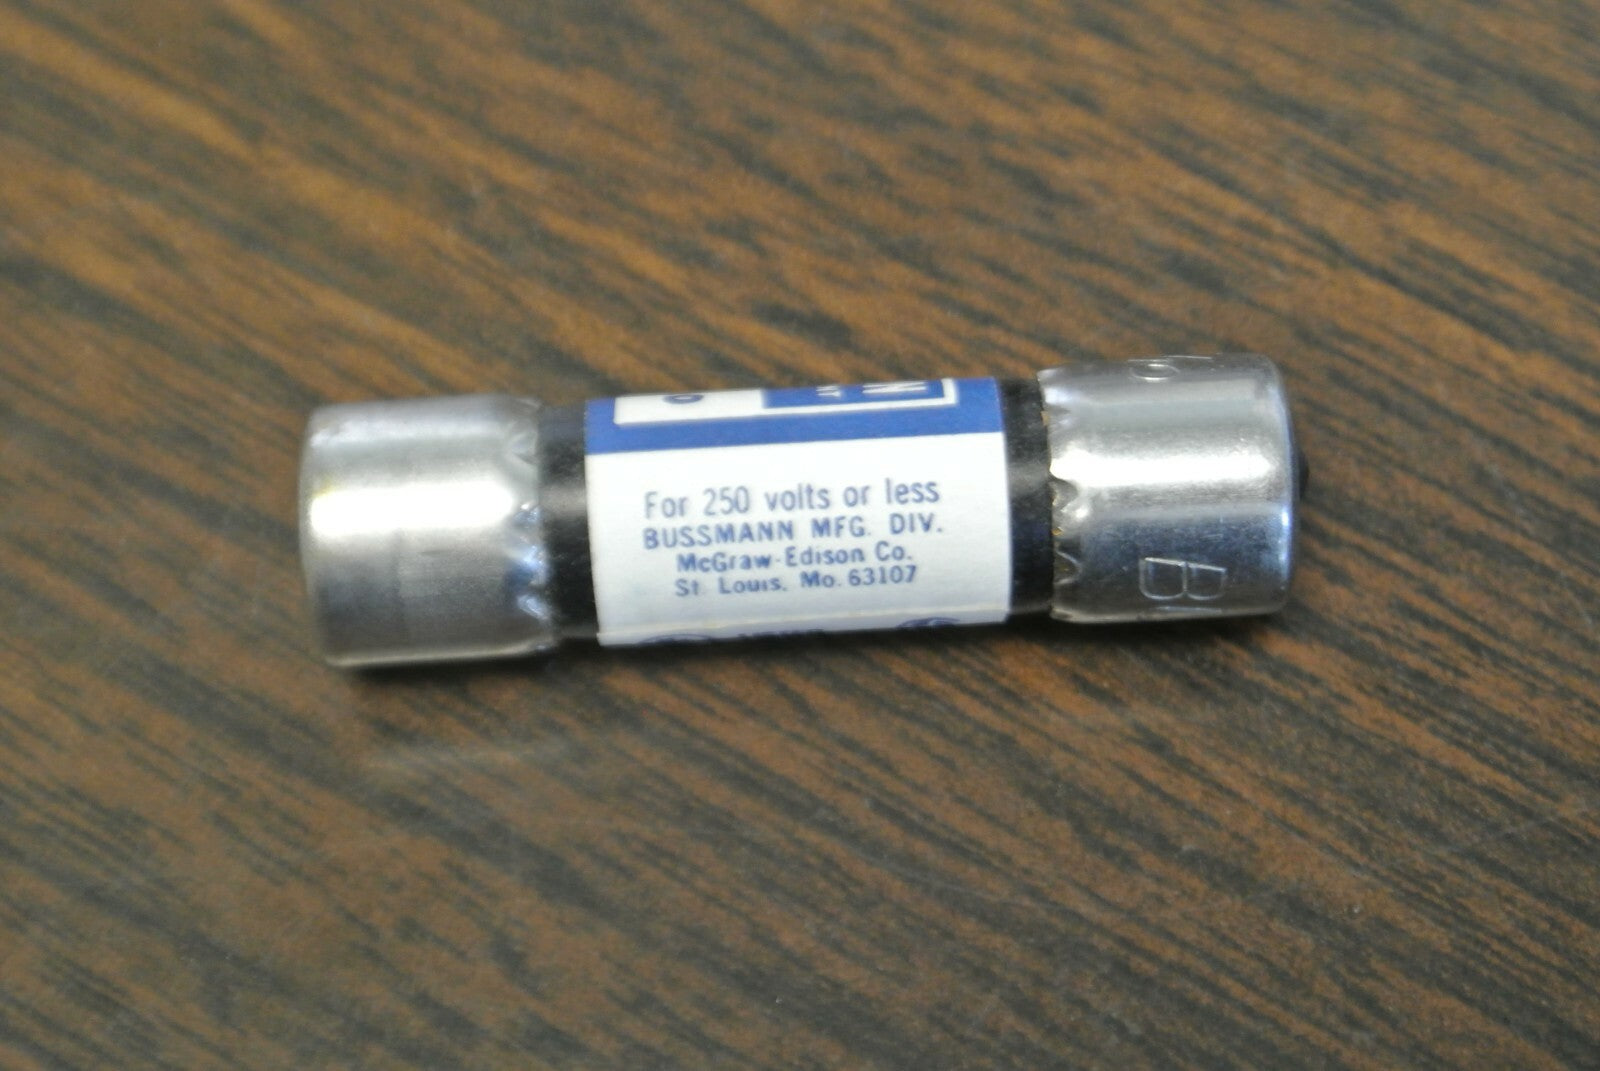 For 250 volts or less
BUSSMANN MFG. DIV.
McGraw-Edison Co.
St. Louis, Mo. 63107